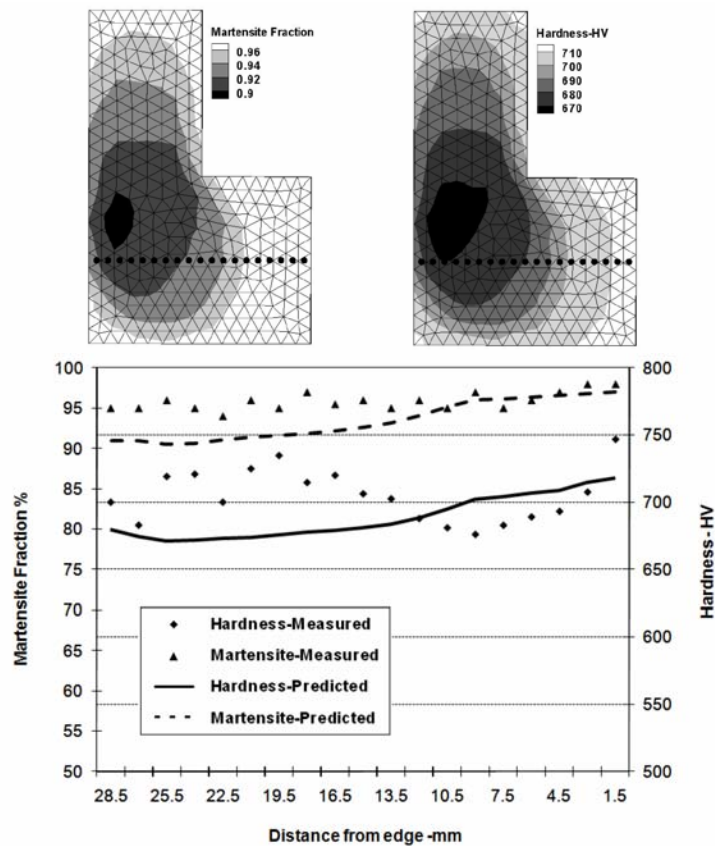 Martensite Fraction
0.96
0.94
0.92
0.9
Hardness-HV
710
700
690
680
670
100
95
90
85
80
75
70
65
60
55
50
Martensite Fraction %
800
750
700
650
600
550
500
Hardness - HV
Hardness-Measured
Martensite-Measured
Hardness-Predicted
Martensite-Predicted
28.5 25.5 22.5 19.5 16.5 13.5 10.5 7.5 4.5 1.5
Distance from edge -mm